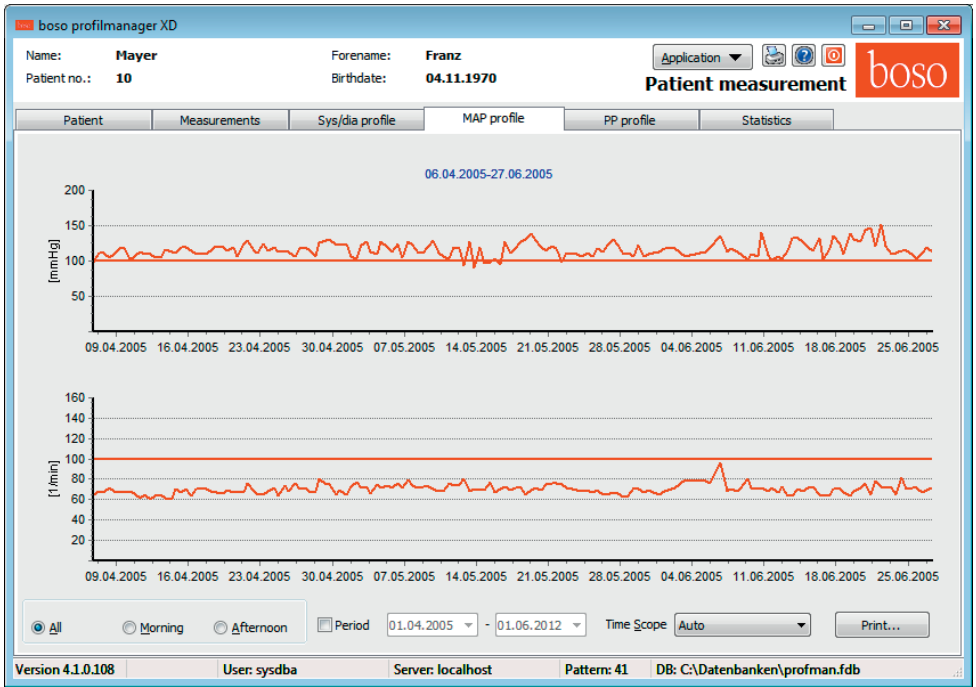 boso profilmanager XD
Name: Mayer Forename: Franz Application
Patient no.: 10 Birthdate: 04.11.1970 Patient measurement
boso
Patient Measurements Sys/dia profile MAP profile PP profile Statistics
06.04.2005-27.06.2005
200
150
100
50
[mmHg]
09.04.2005 16.04.2005 23.04.2005 30.04.2005 07.05.2005 14.05.2005 21.05.2005 28.05.2005 04.06.2005 11.06.2005 18.06.2005 25.06.2005
160
140
120
100
80
60
40
20
[1/min]
09.04.2005 16.04.2005 23.04.2005 30.04.2005 07.05.2005 14.05.2005 21.05.2005 28.05.2005 04.06.2005 11.06.2005 18.06.2005 25.06.2005
All Morning Afternoon Period 01.04.2005 - 01.06.2012 Time Scope Auto Print...
Version 4.1.0.108 User: sysdba Server: localhost Pattern: 41 DB: C:\Datenbanken\profman.fdb